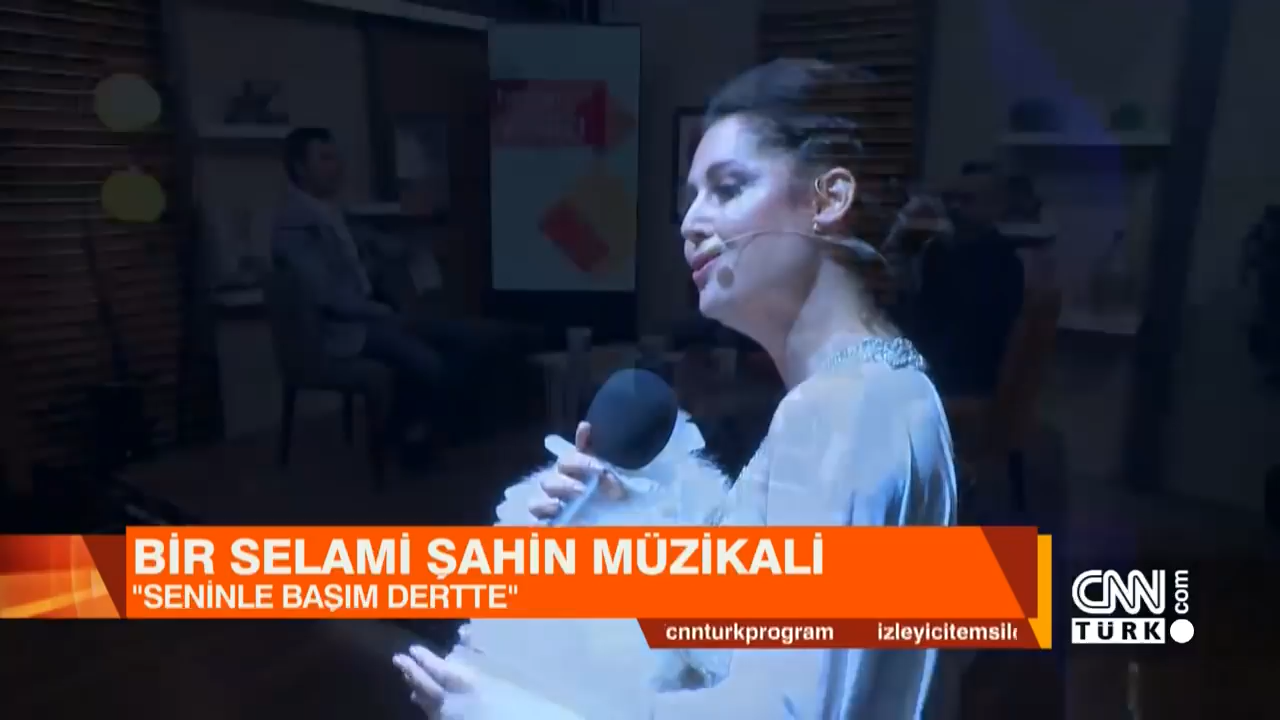 BİR SELAMİ ŞAHİN MÜZİKALİ
"SENİNLE BAŞIM DERTTE"
cnnturkprogram izleyicitemsil
CNN
TÜRK
.com